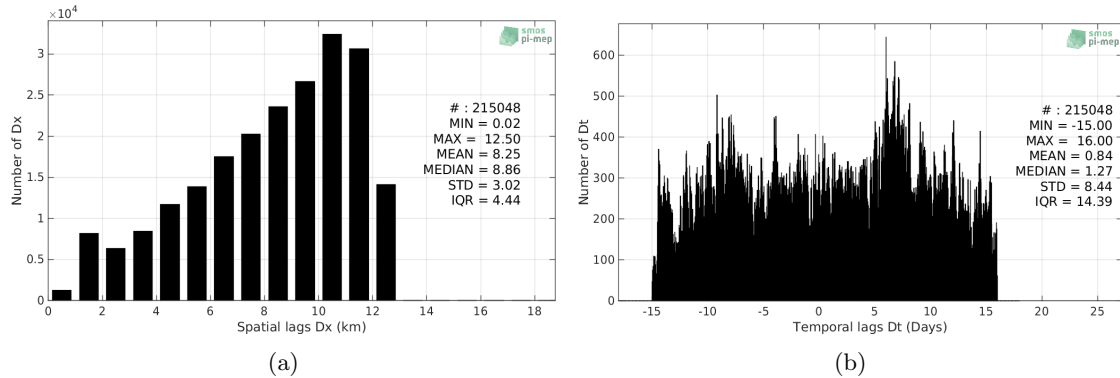 ×10⁴
3
2.5
2
1.5
1
0.5
0
0 2 4 6 8 10 12 14 16 18
Number of Dx
Spatial lags Dx (km)
smos
pi-mep
# : 215048
MIN = 0.02
MAX = 12.50
MEAN = 8.25
MEDIAN = 8.86
STD = 3.02
IQR = 4.44
(a)
600
500
400
300
200
100
0
-15 -10 -5 0 5 10 15 20 25
Number of Dt
Temporal lags Dt (Days)
smos
pi-mep
# : 215048
MIN = -15.00
MAX = 16.00
MEAN = 0.84
MEDIAN = 1.27
STD = 8.44
IQR = 14.39
(b)